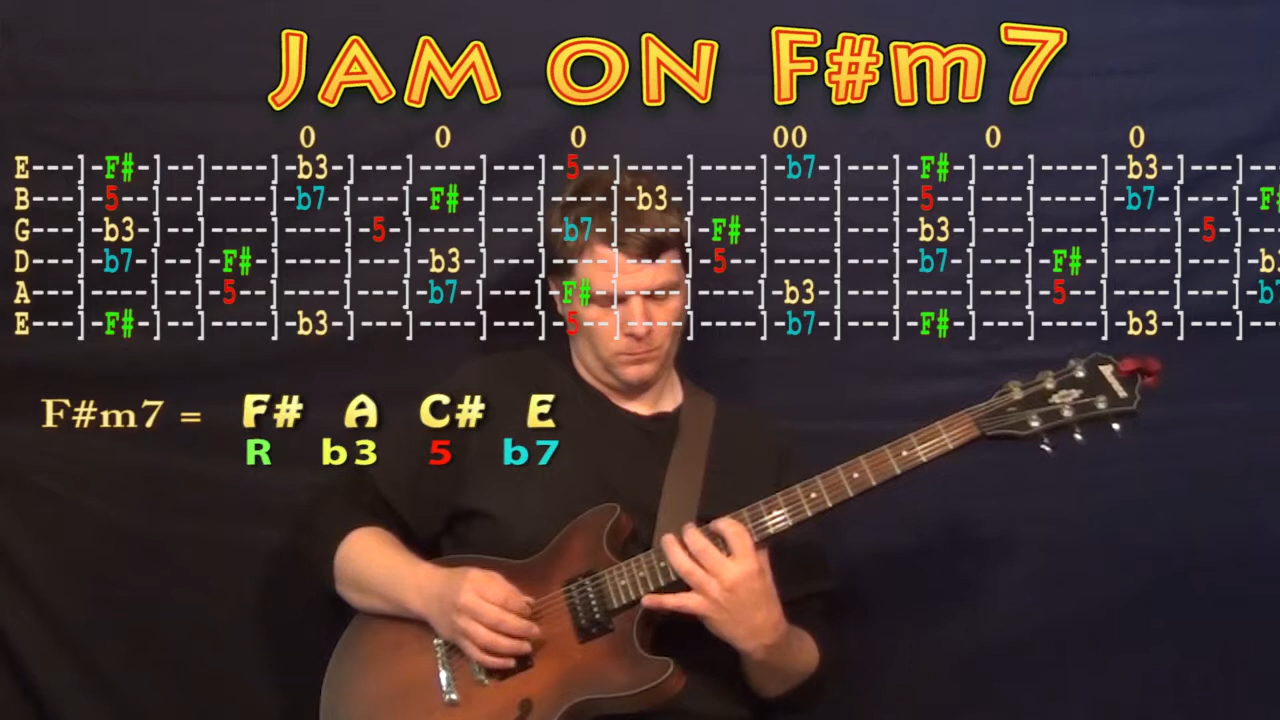 JAM ON F#m7
0 0 0 00 0 0
E---]-F#-]--]----]-b3-]---]----]---]-5--]----]----]-b7-]---]-F#-]---]----]-b3-]---]---
B---]-5--]--]----]-b7-]---]-F#-]---]----]-b3-]----]----]---]-5--]---]----]-b7-]---]-F#
G---]-b3-]--]----]----]-5-]----]---]-b7-]----]-F#-]----]---]-b3-]---]----]----]-5-]---
D---]-b7-]--]-F#-]----]---]-b3-]---]----]----]-5--]----]---]-b7-]---]-F#-]----]---]-b
A---]----]--]-5--]----]---]-b7-]---]-F#-]----]----]-b3-]---]----]---]-5--]----]---]-b7
E---]-F#-]--]----]-b3-]---]----]---]-5--]----]----]-b7-]---]-F#-]---]----]-b3-]---]---
F#m7 = F# A C# E
R b3 5 b7